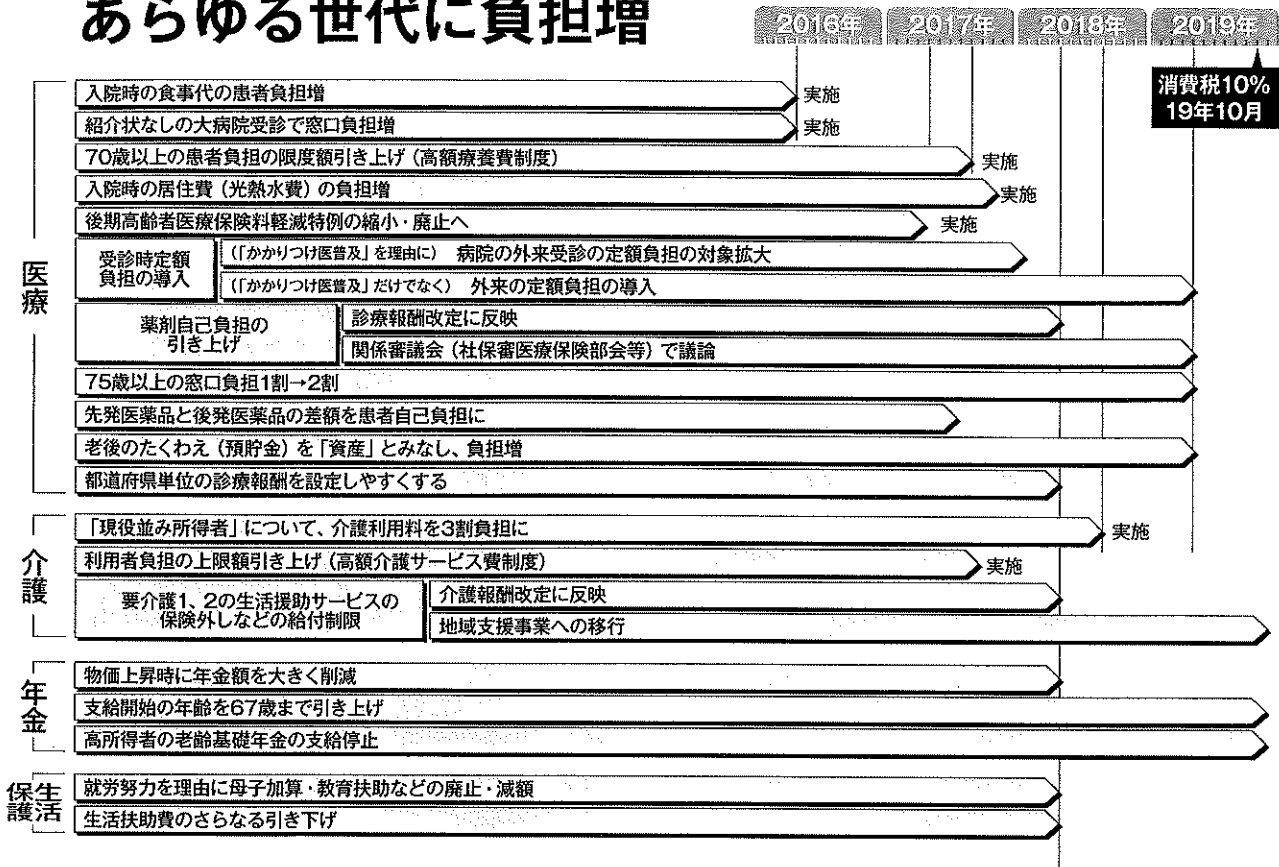 あらゆる世代に負担増
2016年 2017年 2018年 2019年
消費税10%
19年10月
医療
入院時の食事代の患者負担増 実施
紹介状なしの大病院受診で窓口負担増 実施
70歳以上の患者負担の限度額引き上げ（高額療養費制度） 実施
入院時の居住費（光熱水費）の負担増 実施
後期高齢者医療保険料軽減特例の縮小・廃止へ 実施
受診時定額
負担の導入
（「かかりつけ医普及」を理由に） 病院の外来受診の定額負担の対象拡大
（「かかりつけ医普及」だけでなく） 外来の定額負担の導入
薬剤自己負担の
引き上げ
診療報酬改定に反映
関係審議会（社保審医療保険部会等）で議論
75歳以上の窓口負担1割→2割
先発医薬品と後発医薬品の差額を患者自己負担に
老後のたくわえ（預貯金）を「資産」とみなし、負担増
都道府県単位の診療報酬を設定しやすくする
介護
「現役並み所得者」について、介護利用料を3割負担に 実施
利用者負担の上限額引き上げ（高額介護サービス費制度） 実施
要介護1、2の生活援助サービスの
保険外しなどの給付制限
介護報酬改定に反映
地域支援事業への移行
年金
物価上昇時に年金額を大きく削減
支給開始の年齢を67歳まで引き上げ
高所得者の老齢基礎年金の支給停止
生活保護
就労努力を理由に母子加算・教育扶助などの廃止・減額
生活扶助費のさらなる引き下げ